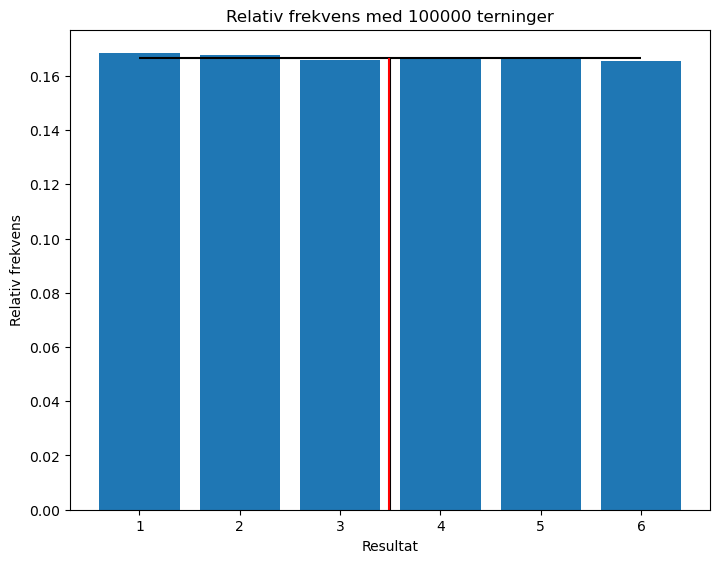 Relativ frekvens med 100000 terninger
Relativ frekvens
0.16
0.14
0.12
0.10
0.08
0.06
0.04
0.02
0.00
1 2 3 4 5 6
Resultat